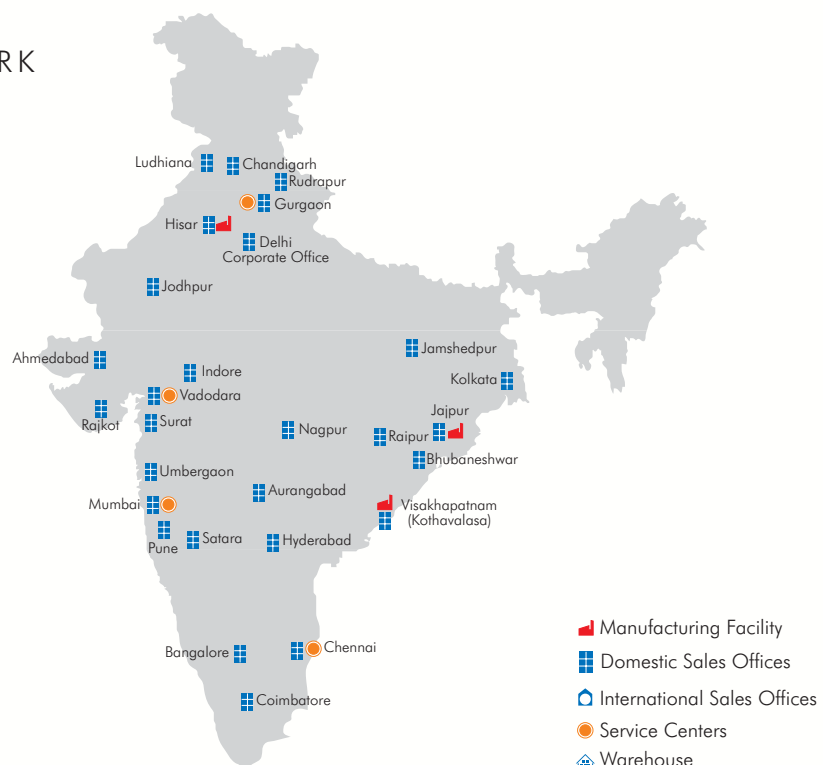 RK
Ludhiana
Chandigarh
Rudrapur
Gurgaon
Hisar
Delhi
Corporate Office
Jodhpur
Ahmedabad
Jamshedpur
Indore
Kolkata
Vadodara
Rajkot
Surat
Jajpur
Nagpur
Raipur
Bhubaneshwar
Umbergaon
Aurangabad
Mumbai
Visakhapatnam
(Kothavalasa)
Pune
Satara
Hyderabad
Bangalore
Chennai
Coimbatore
Manufacturing Facility
Domestic Sales Offices
International Sales Offices
Service Centers
Warehouse